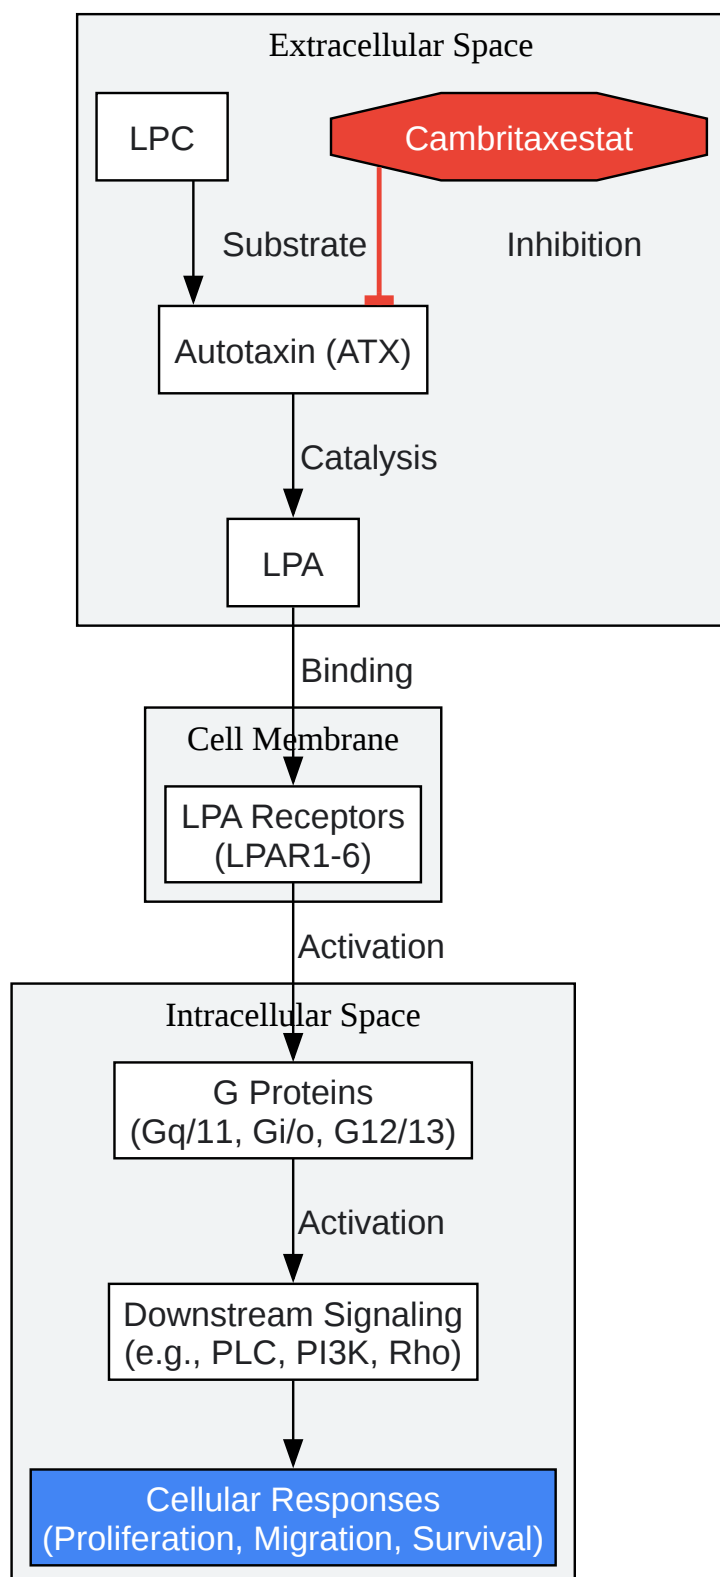 Extracellular Space
LPC
Cambritaxestat
Substrate
Inhibition
Autotaxin (ATX)
Catalysis
LPA
Binding
Cell Membrane
LPA Receptors
(LPAR1-6)
Activation
Intracellular Space
G Proteins
(Gq/11, Gi/o, G12/13)
Activation
Downstream Signaling
(e.g., PLC, PI3K, Rho)
Cellular Responses
(Proliferation, Migration, Survival)